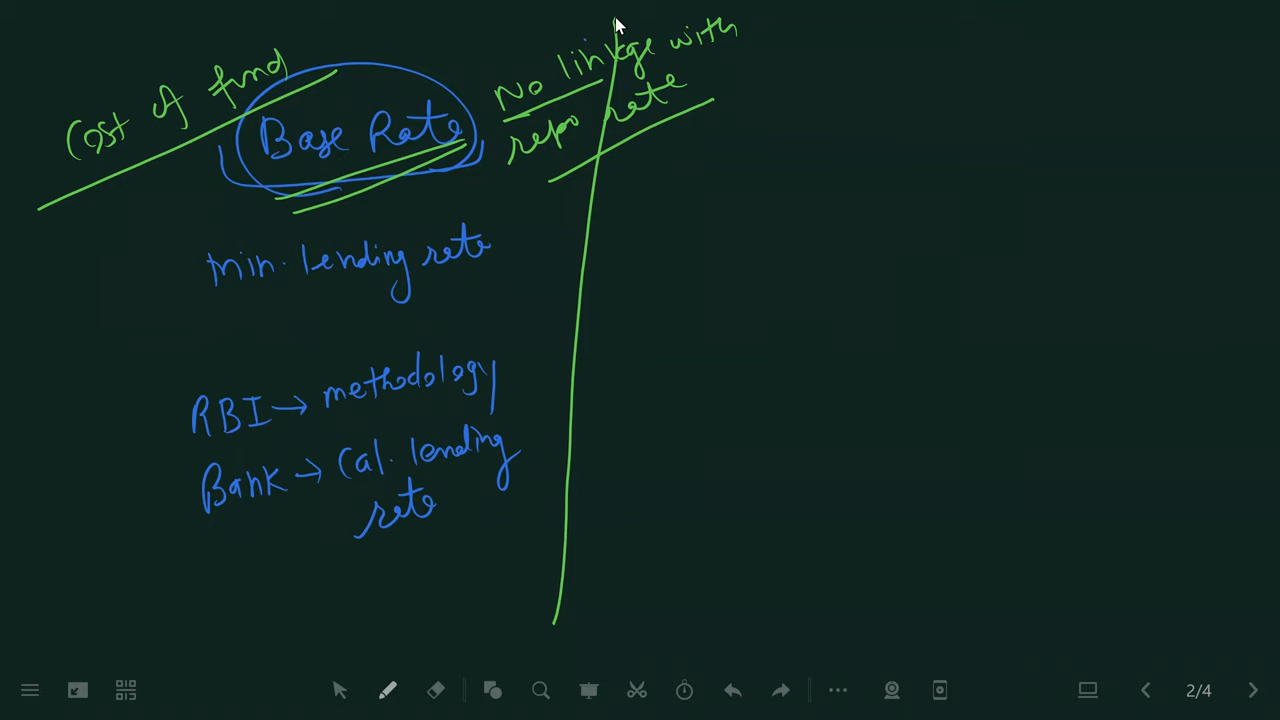 Cost of fund
Base Rate
No linkge with
repo rate
min. lending rate
RBI → methodology
Bank → Cal. lending
rate
2/4